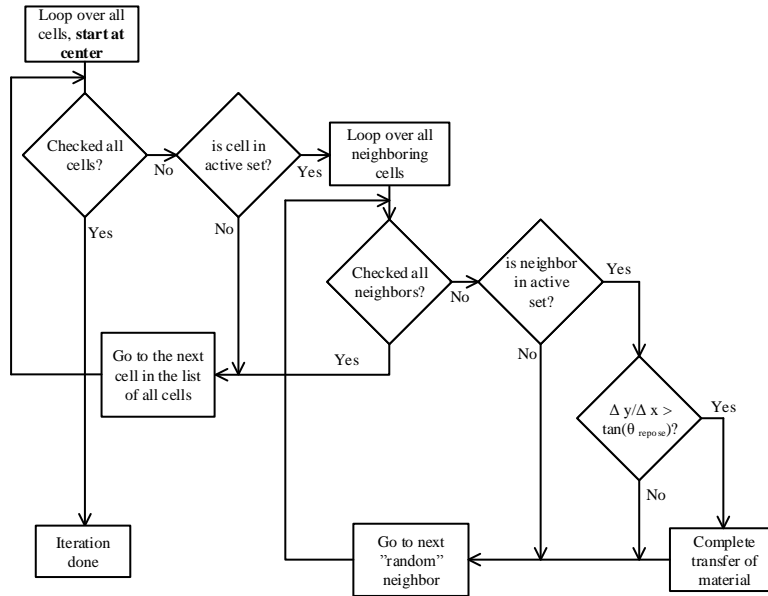 Loop over all
cells, start at
center
Checked all
cells?
No
is cell in
active set?
Yes
Loop over all
neighboring
cells
Yes
No
Checked all
neighbors?
No
is neighbor
in active
set?
Yes
Go to the next
cell in the list
of all cells
Yes
No
Δ y/Δ x >
tan(θ repose)?
Yes
No
Iteration
done
Go to next
”random”
neighbor
Complete
transfer of
material